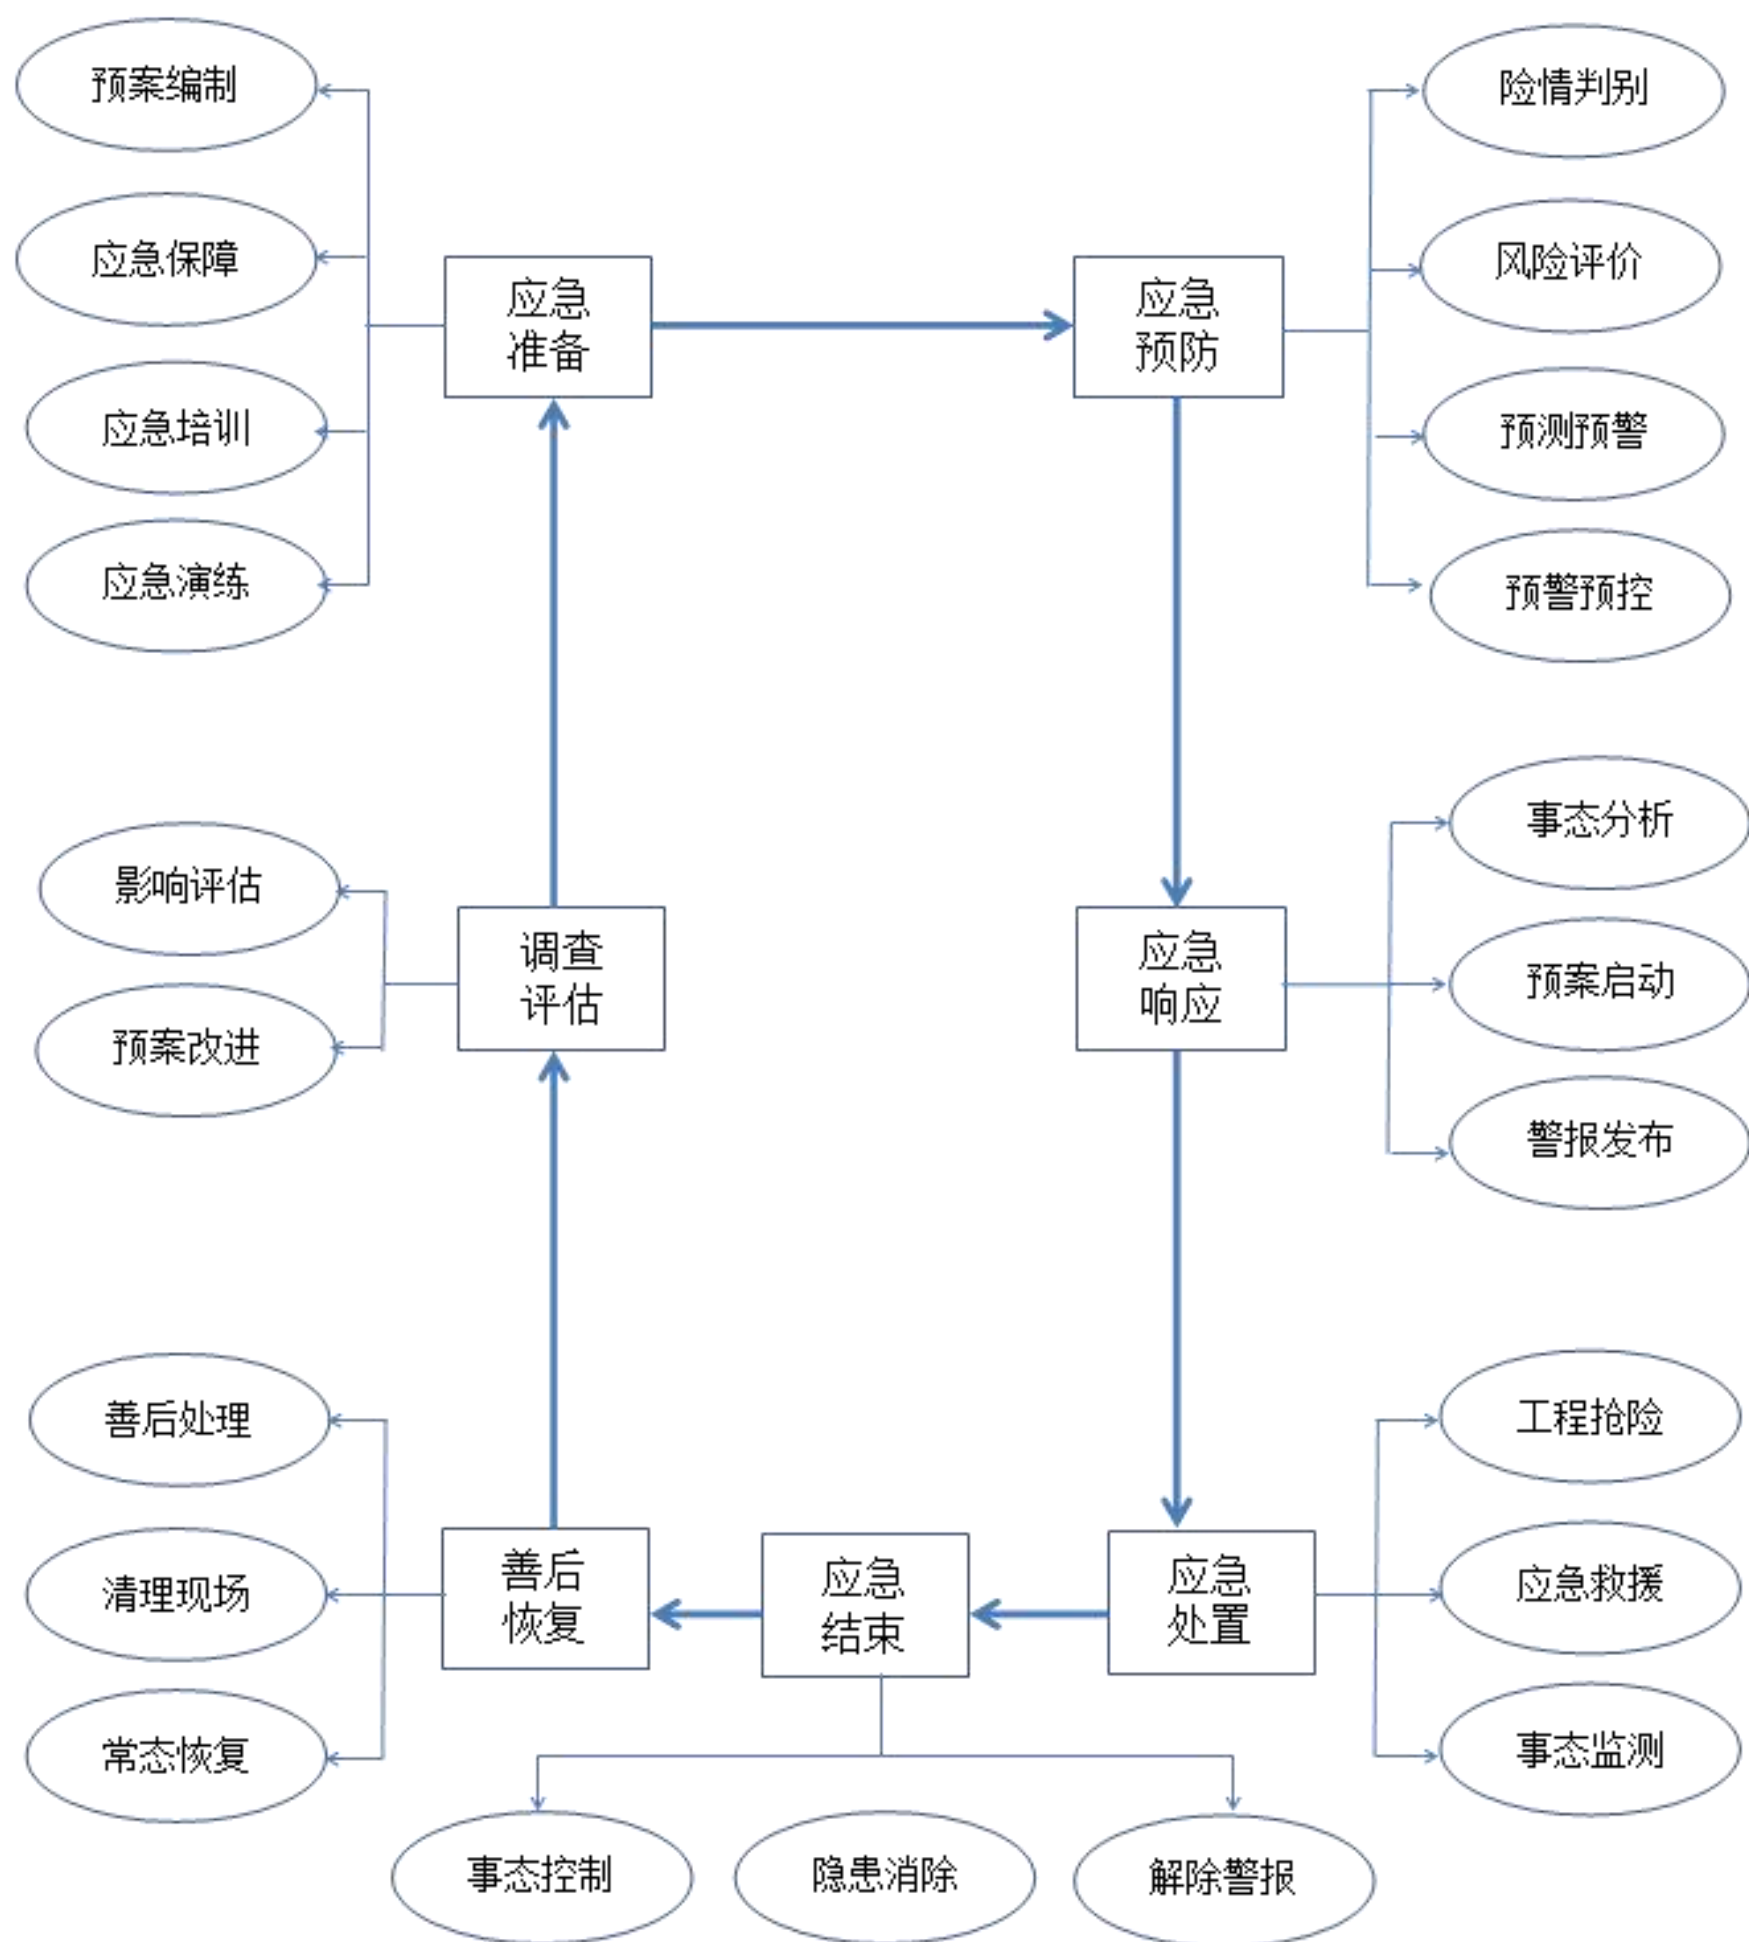 预案编制
险情判别
应急保障
风险评价
应急
准备
应急
预防
应急培训
预测预警
应急演练
预警预控
事态分析
影响评估
调查
评估
应急
响应
预案启动
预案改进
警报发布
善后处理
工程抢险
清理现场
善后
恢复
应急
结束
应急
处置
应急救援
常态恢复
事态监测
事态控制
隐患消除
解除警报